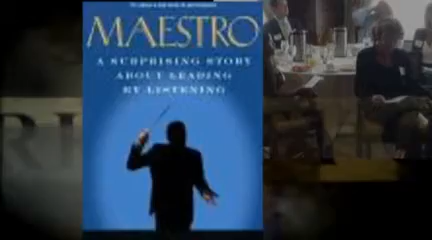 MAESTRO
A SURPRISING STORY
ABOUT LEADING
BY LISTENING